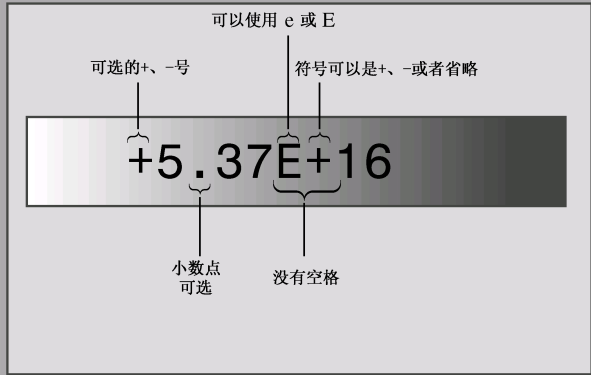 可以使用 e 或 E
可选的+、-号
符号可以是+、-或者省略
+5.37E+16
小数点
可选
没有空格